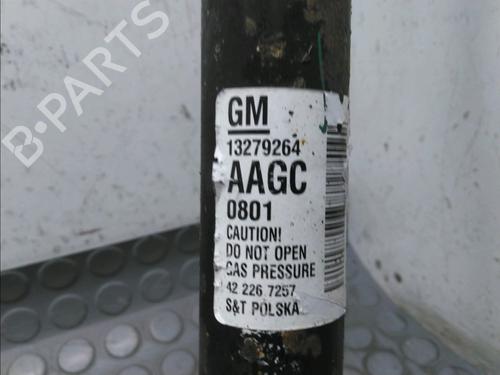 B-PARTS
GM
13279264
AAGC
0801
CAUTION!
DO NOT OPEN
GAS PRESSURE
42 226 7257
S&T POLSKA